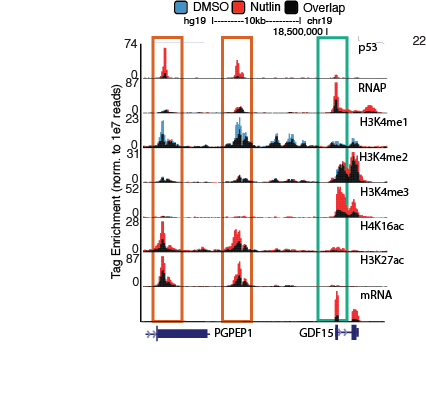 DMSO Nutlin Overlap
hg19 10kb chr19
18,500,000
22
Tag Enrichment (norm. to 1e7 reads)
74 p53
0
87 RNAP
0
23 H3K4me1
0
31 H3K4me2
0
52 H3K4me3
0
28 H4K16ac
0
87 H3K27ac
0
mRNA
PGPEP1 GDF15